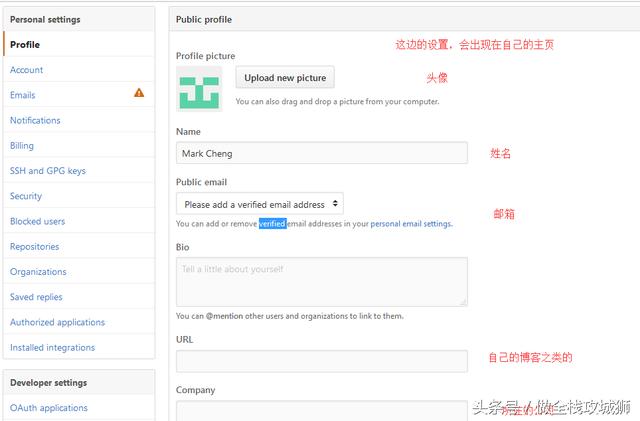 Personal settings
Profile
Account
Emails
Notifications
Billing
SSH and GPG keys
Security
Blocked users
Repositories
Organizations
Saved replies
Authorized applications
Installed integrations
Developer settings
OAuth applications
Public profile
这边的设置，会出现在自己的主页
Profile picture
Upload new picture
头像
You can also drag and drop a picture from your computer.
Name
Mark Cheng
姓名
Public email
Please add a verified email address
邮箱
You can add or remove verified email addresses in your personal email settings.
Bio
Tell a little about yourself
You can @mention other users and organizations to link to them.
URL
自己的博客之类的
Company
头条号 / 做全栈攻城狮